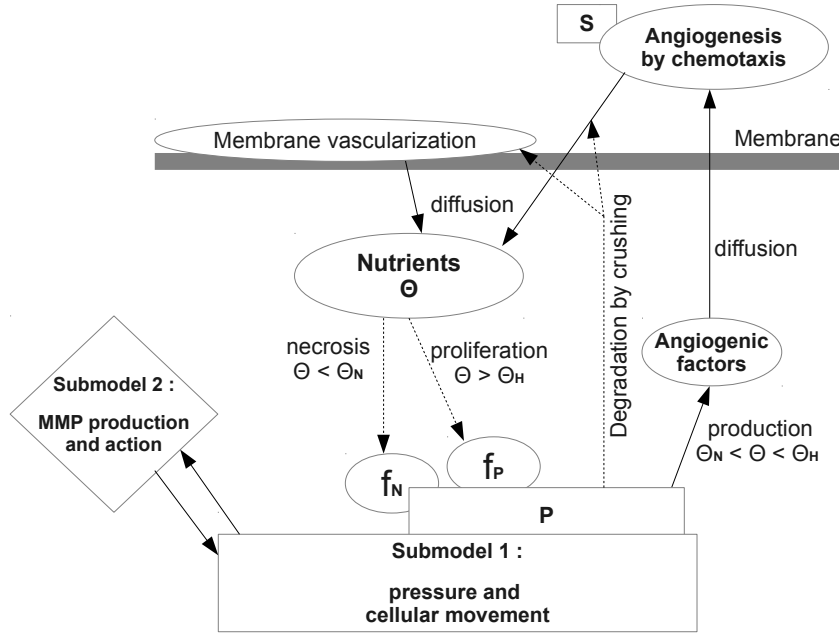 S
Angiogenesis
by chemotaxis
Membrane vascularization
Membrane
diffusion
Nutrients
Θ
Degradation by crushing
diffusion
necrosis
Θ < ΘN
proliferation
Θ > ΘH
Angiogenic
factors
Submodel 2 :
MMP production
and action
production
ΘN < Θ < ΘH
fN
fP
P
Submodel 1 :
pressure and
cellular movement